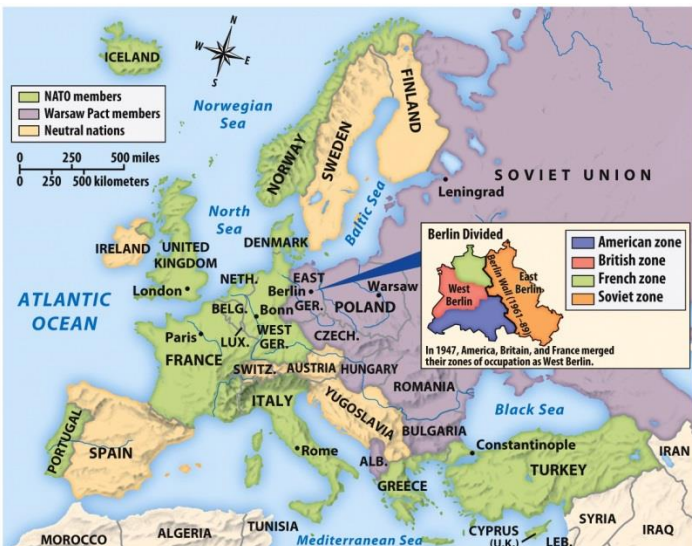 ICELAND
N
W
E
S
NATO members
Warsaw Pact members
Neutral nations
0 250 500 miles
0 250 500 kilometers
Norwegian
Sea
NORWAY
SWEDEN
FINLAND
SOVIET UNION
Leningrad
Baltic Sea
North
Sea
DENMARK
IRELAND
UNITED
KINGDOM
London
NETH.
EAST
GER.
Berlin
Warsaw
POLAND
BELG.
Bonn
WEST
GER.
LUX.
CZECH.
ATLANTIC
OCEAN
Paris
FRANCE
SWITZ.
AUSTRIA
HUNGARY
ROMANIA
ITALY
YUGOSLAVIA
BULGARIA
Black Sea
PORTUGAL
SPAIN
Rome
ALB.
GREECE
Constantinople
TURKEY
IRAN
SYRIA
IRAQ
CYPRUS
(U.K.)
LEB.
MOROCCO
ALGERIA
TUNISIA
Mediterranean Sea
Berlin Divided
West
Berlin
Berlin Wall (1961–89)
East
Berlin
American zone
British zone
French zone
Soviet zone
In 1947, America, Britain, and France merged
their zones of occupation as West Berlin.